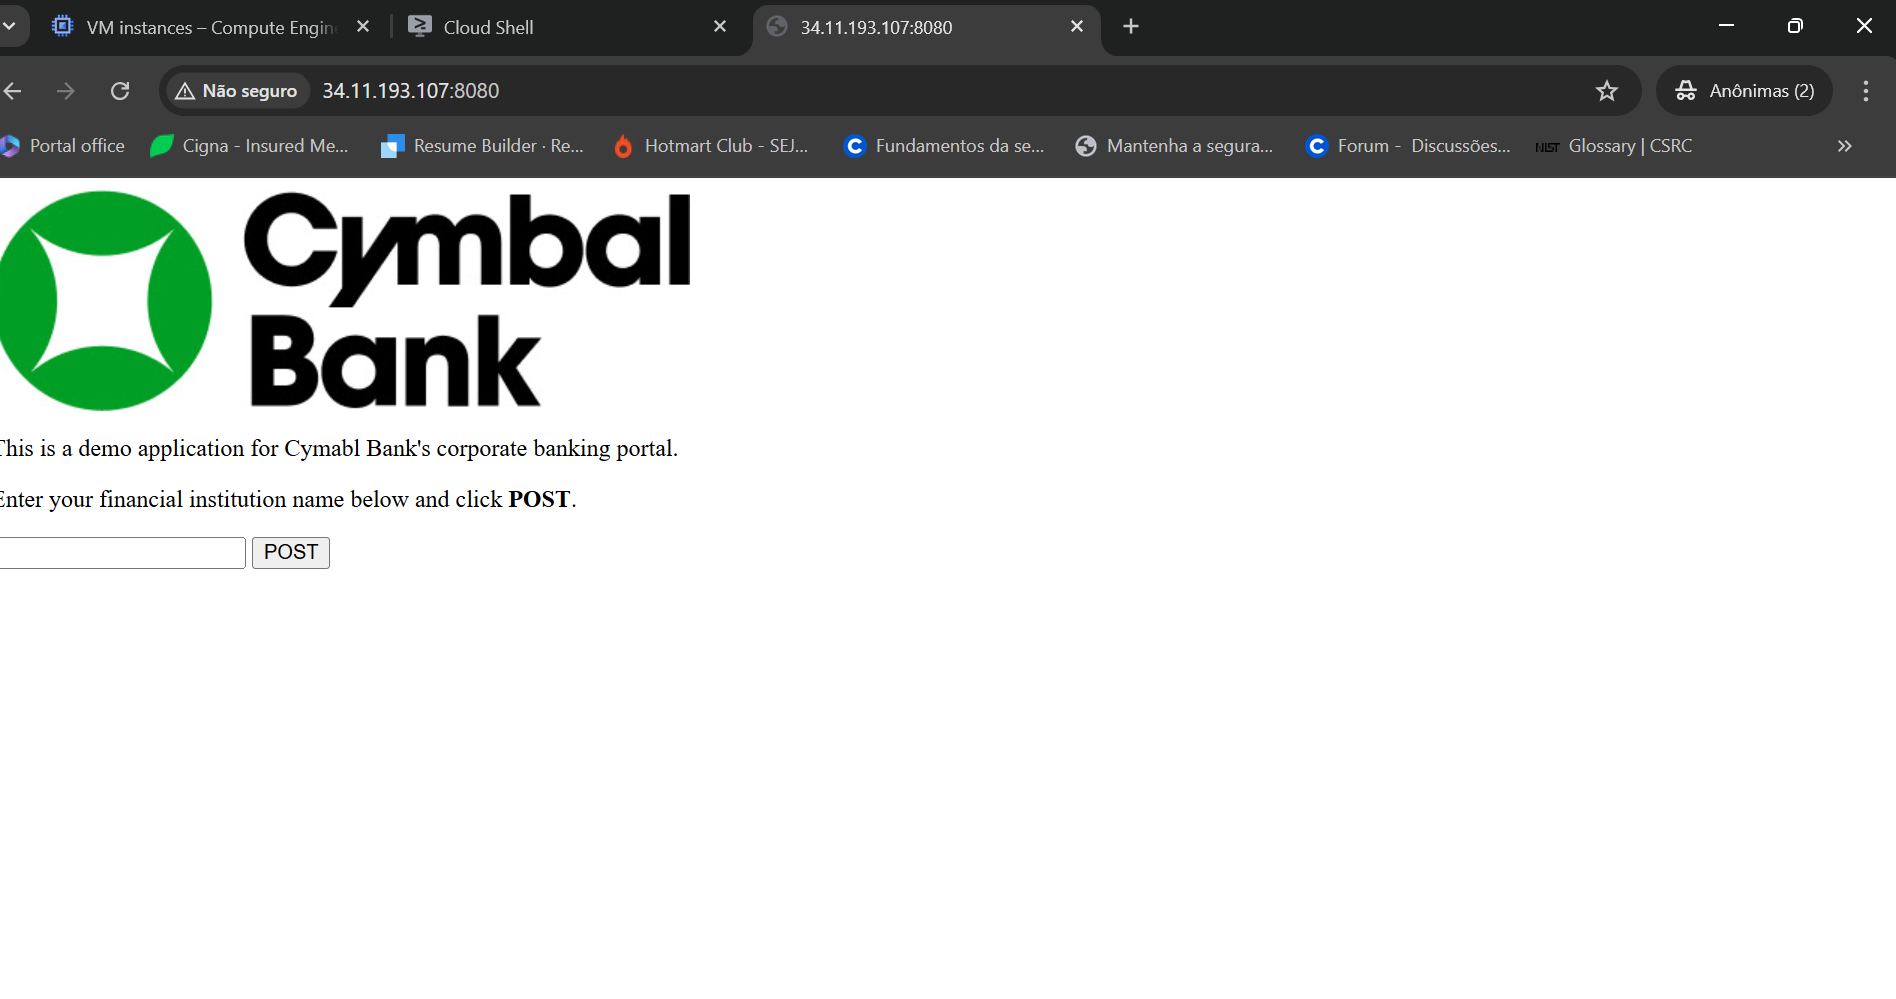 VM instances – Compute Engin
Cloud Shell
34.11.193.107:8080
Não seguro
34.11.193.107:8080
Anônimas (2)
Portal office
Cigna - Insured Me...
Resume Builder · Re...
Hotmart Club - SEJ...
Fundamentos da se...
Mantenha a segura...
Forum - Discussões...
NIST
Glossary | CSRC
Cymbal
Bank
This is a demo application for Cymabl Bank's corporate banking portal.
Enter your financial institution name below and click POST.
POST